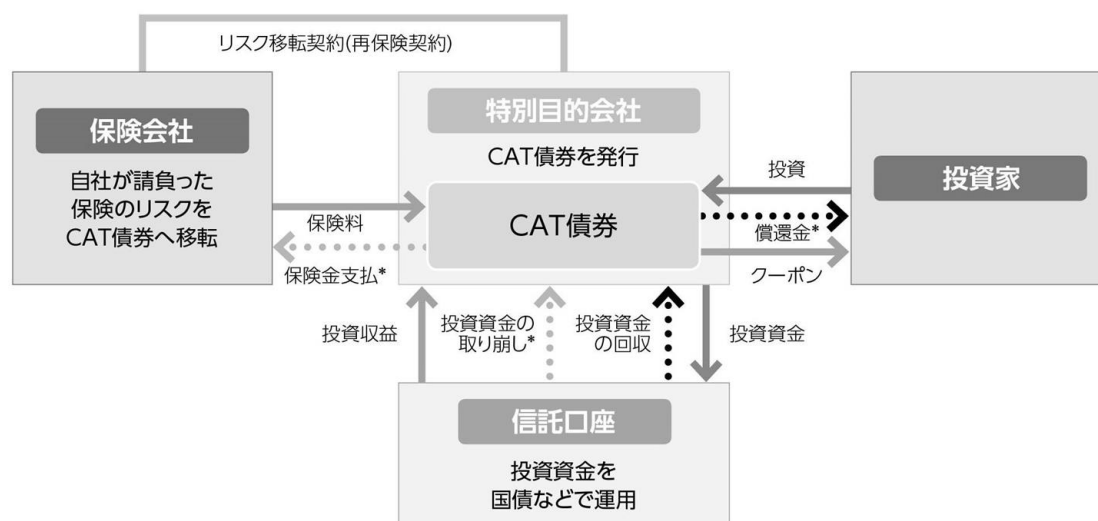 リスク移転契約(再保険契約)
保険会社
自社が請負った
保険のリスクを
CAT債券へ移転
特別目的会社
CAT債券を発行
CAT債券
投資家
保険料
保険金支払*
投資
償還金*
クーポン
投資収益
投資資金の
取り崩し*
投資資金
の回収
投資資金
信託口座
投資資金を
国債などで運用